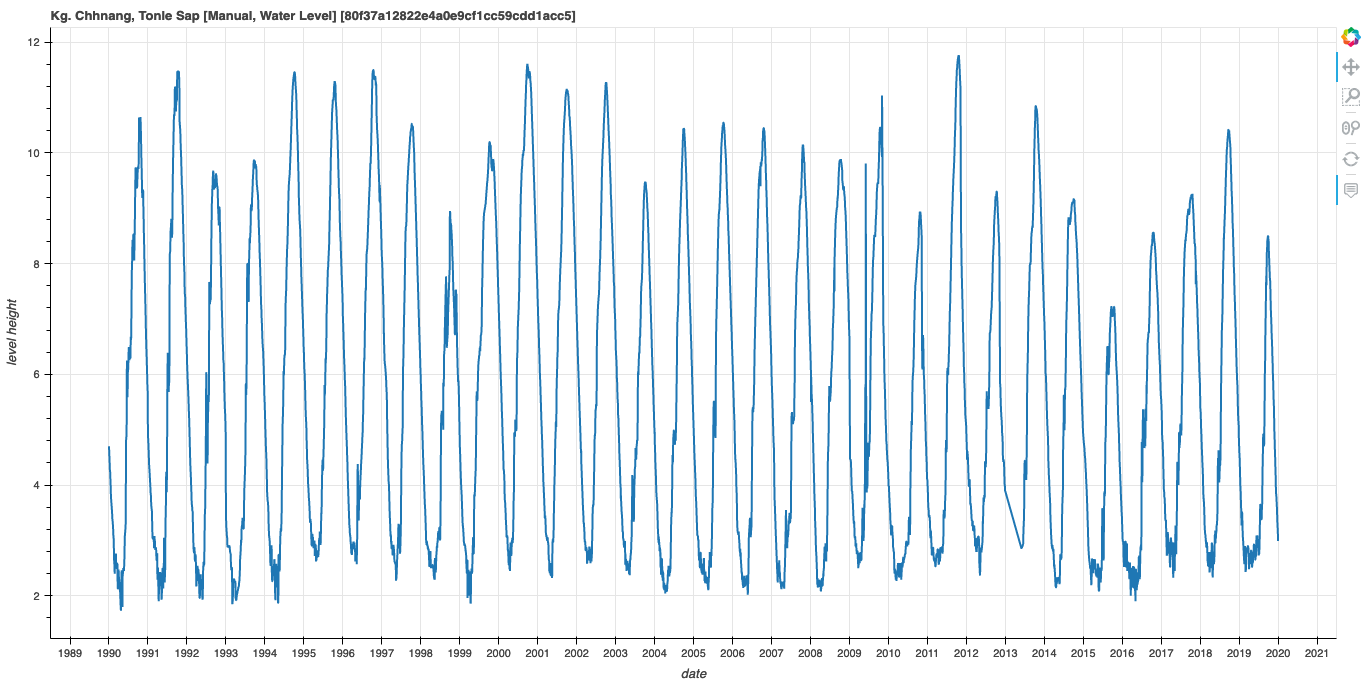 Kg. Chhnang, Tonle Sap [Manual, Water Level] [80f37a12822e4a0e9cf1cc59cdd1acc5]
12
10
8
6
4
2
level height
1989 1990 1991 1992 1993 1994 1995 1996 1997 1998 1999 2000 2001 2002 2003 2004 2005 2006 2007 2008 2009 2010 2011 2012 2013 2014 2015 2016 2017 2018 2019 2020 2021
date